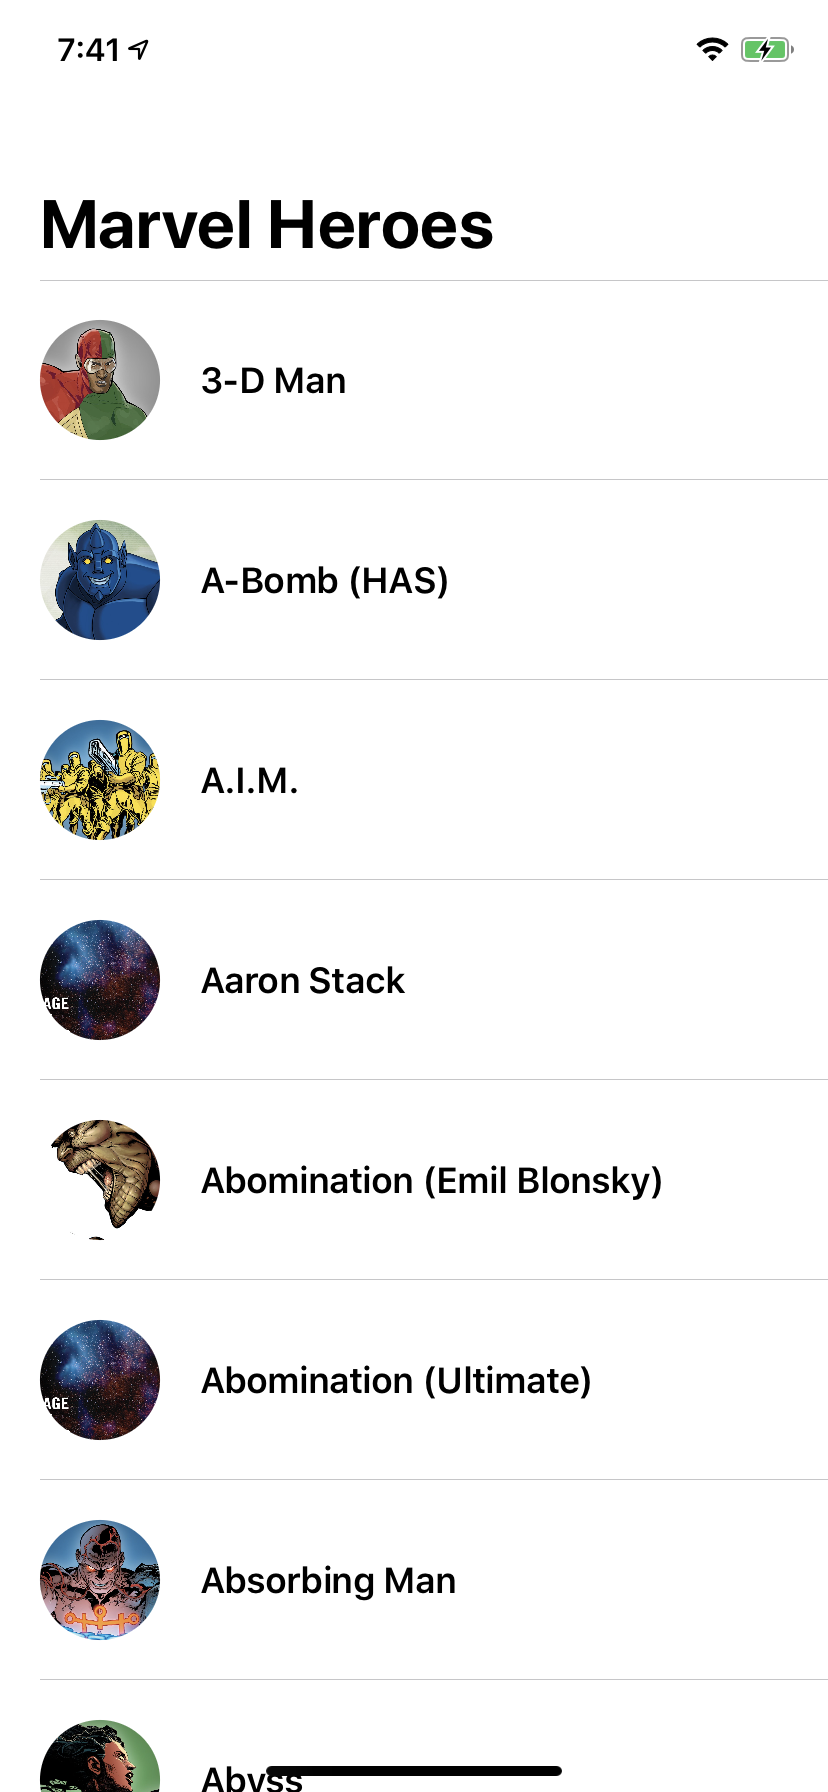 7:41
Marvel Heroes
3-D Man
A-Bomb (HAS)
A.I.M.
Aaron Stack
AGE
Abomination (Emil Blonsky)
Abomination (Ultimate)
AGE
Absorbing Man
Abyss